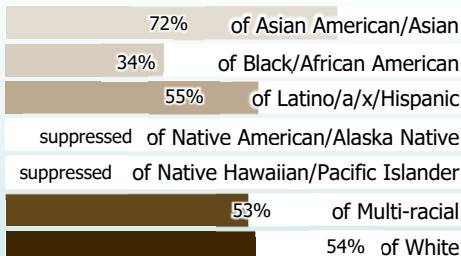 72% of Asian American/Asian
34% of Black/African American
55% of Latino/a/x/Hispanic
suppressed of Native American/Alaska Native
suppressed of Native Hawaiian/Pacific Islander
53% of Multi-racial
54% of White